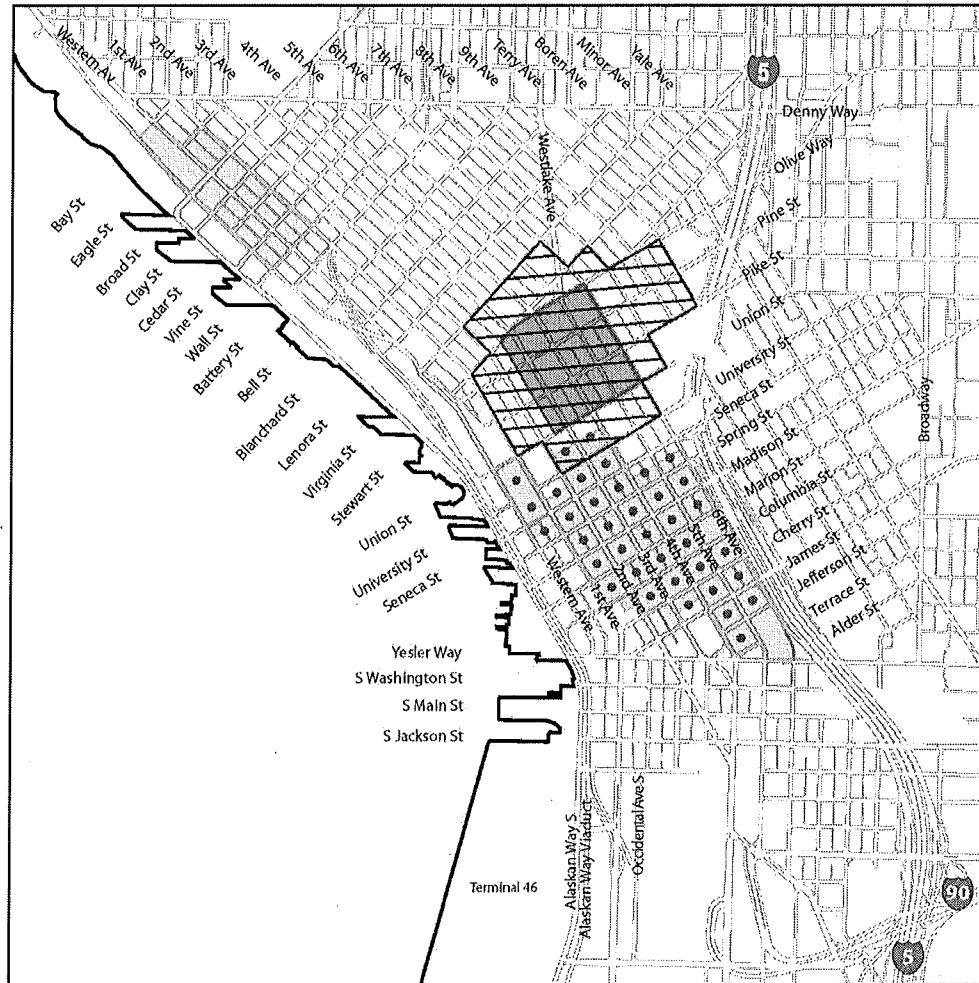 Western Av
1st Ave
2nd Ave
3rd Ave
4th Ave
5th Ave
6th Ave
7th Ave
8th Ave
9th Ave
Terry Ave
Boren Ave
Minor Ave
Yale Ave
5
Denny Way
Olive Way
Westlake Ave
Pine St
Pike St
Union St
University St
Seneca St
Spring St
Madison St
Marion St
Columbia St
Cherry St
James St
Jefferson St
Terrace St
Alder St
Broadway
Bay St
Eagle St
Broad St
Clay St
Cedar St
Vine St
Wall St
Battery St
Bell St
Blanchard St
Lenora St
Virginia St
Stewart St
Union St
University St
Seneca St
Western Ave
1st Ave
2nd Ave
3rd Ave
4th Ave
5th Ave
6th Ave
Yesler Way
S Washington St
S Main St
S Jackson St
Terminal 46
Alaskan Way S
Alaskan Way Viaduct
Occidental Ave S
90
5